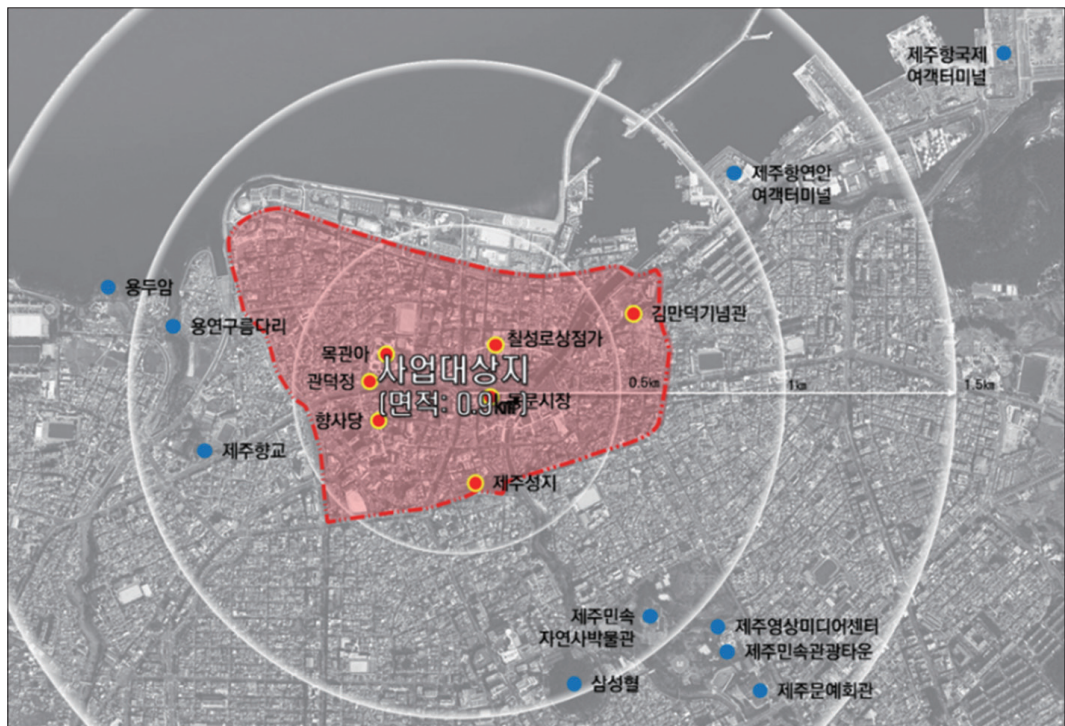 제주항국제
여객터미널
제주항연안
여객터미널
용두암
용연구름다리
김만덕기념관
칠성로상점가
목관아
사업대상지
관덕정
0.5㎞
1㎞
1.5㎞
(면적: 0.9㎢)
동문시장
향사당
제주향교
제주성지
제주민속
자연사박물관
제주영상미디어센터
제주민속관광타운
삼성혈
제주문예회관